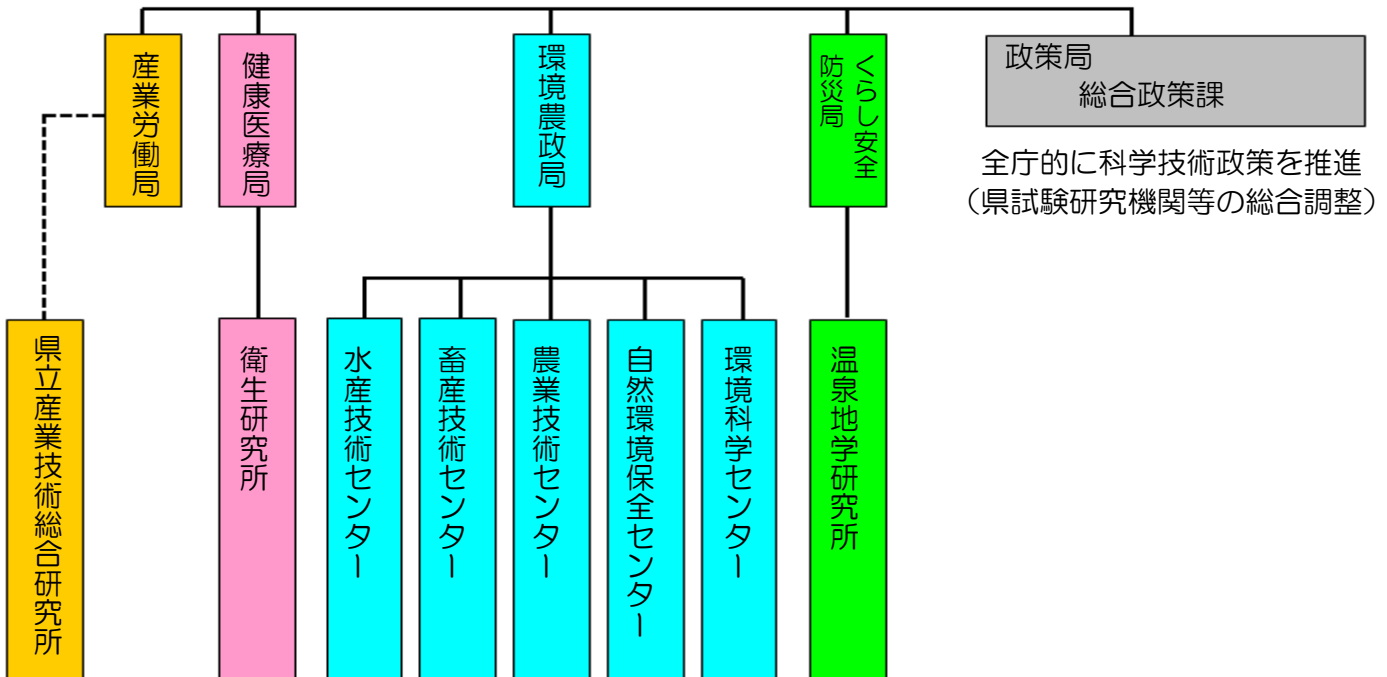 産業労働局
健康医療局
環境農政局
くらし安全
防災局
政策局
総合政策課
全庁的に科学技術政策を推進
（県試験研究機関等の総合調整）
県立産業技術総合研究所
衛生研究所
水産技術センター
畜産技術センター
農業技術センター
自然環境保全センター
環境科学センター
温泉地学研究所